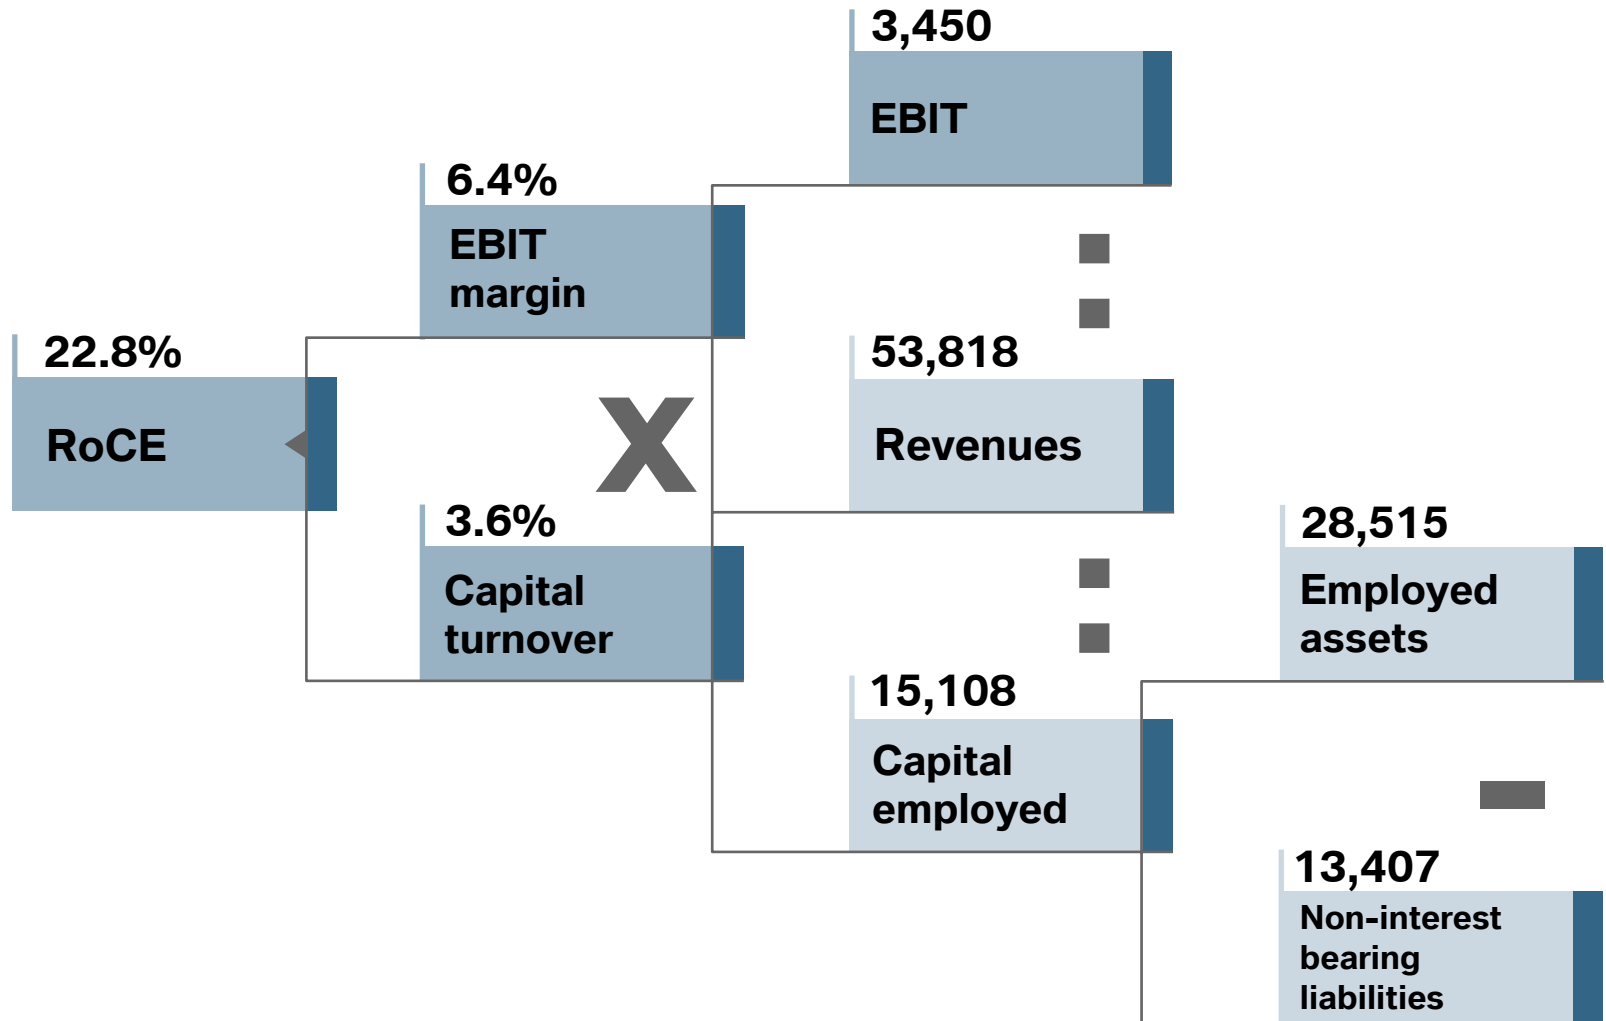 3,450
EBIT
6.4%
EBIT
margin
22.8%
RoCE
X
53,818
Revenues
3.6%
Capital
turnover
28,515
Employed
assets
15,108
Capital
employed
13,407
Non-interest
bearing
liabilities